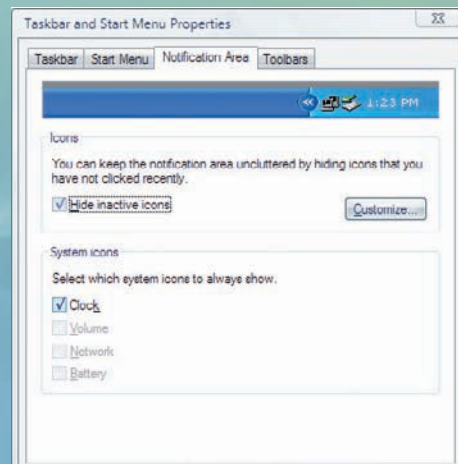 Taskbar and Start Menu Properties
Taskbar
Start Menu
Notification Area
Toolbars
1:23 PM
Icons
You can keep the notification area uncluttered by hiding icons that you
have not clicked recently.
Hide inactive icons
Customize...
System icons
Select which system icons to always show.
Clock
Volume
Network
Battery